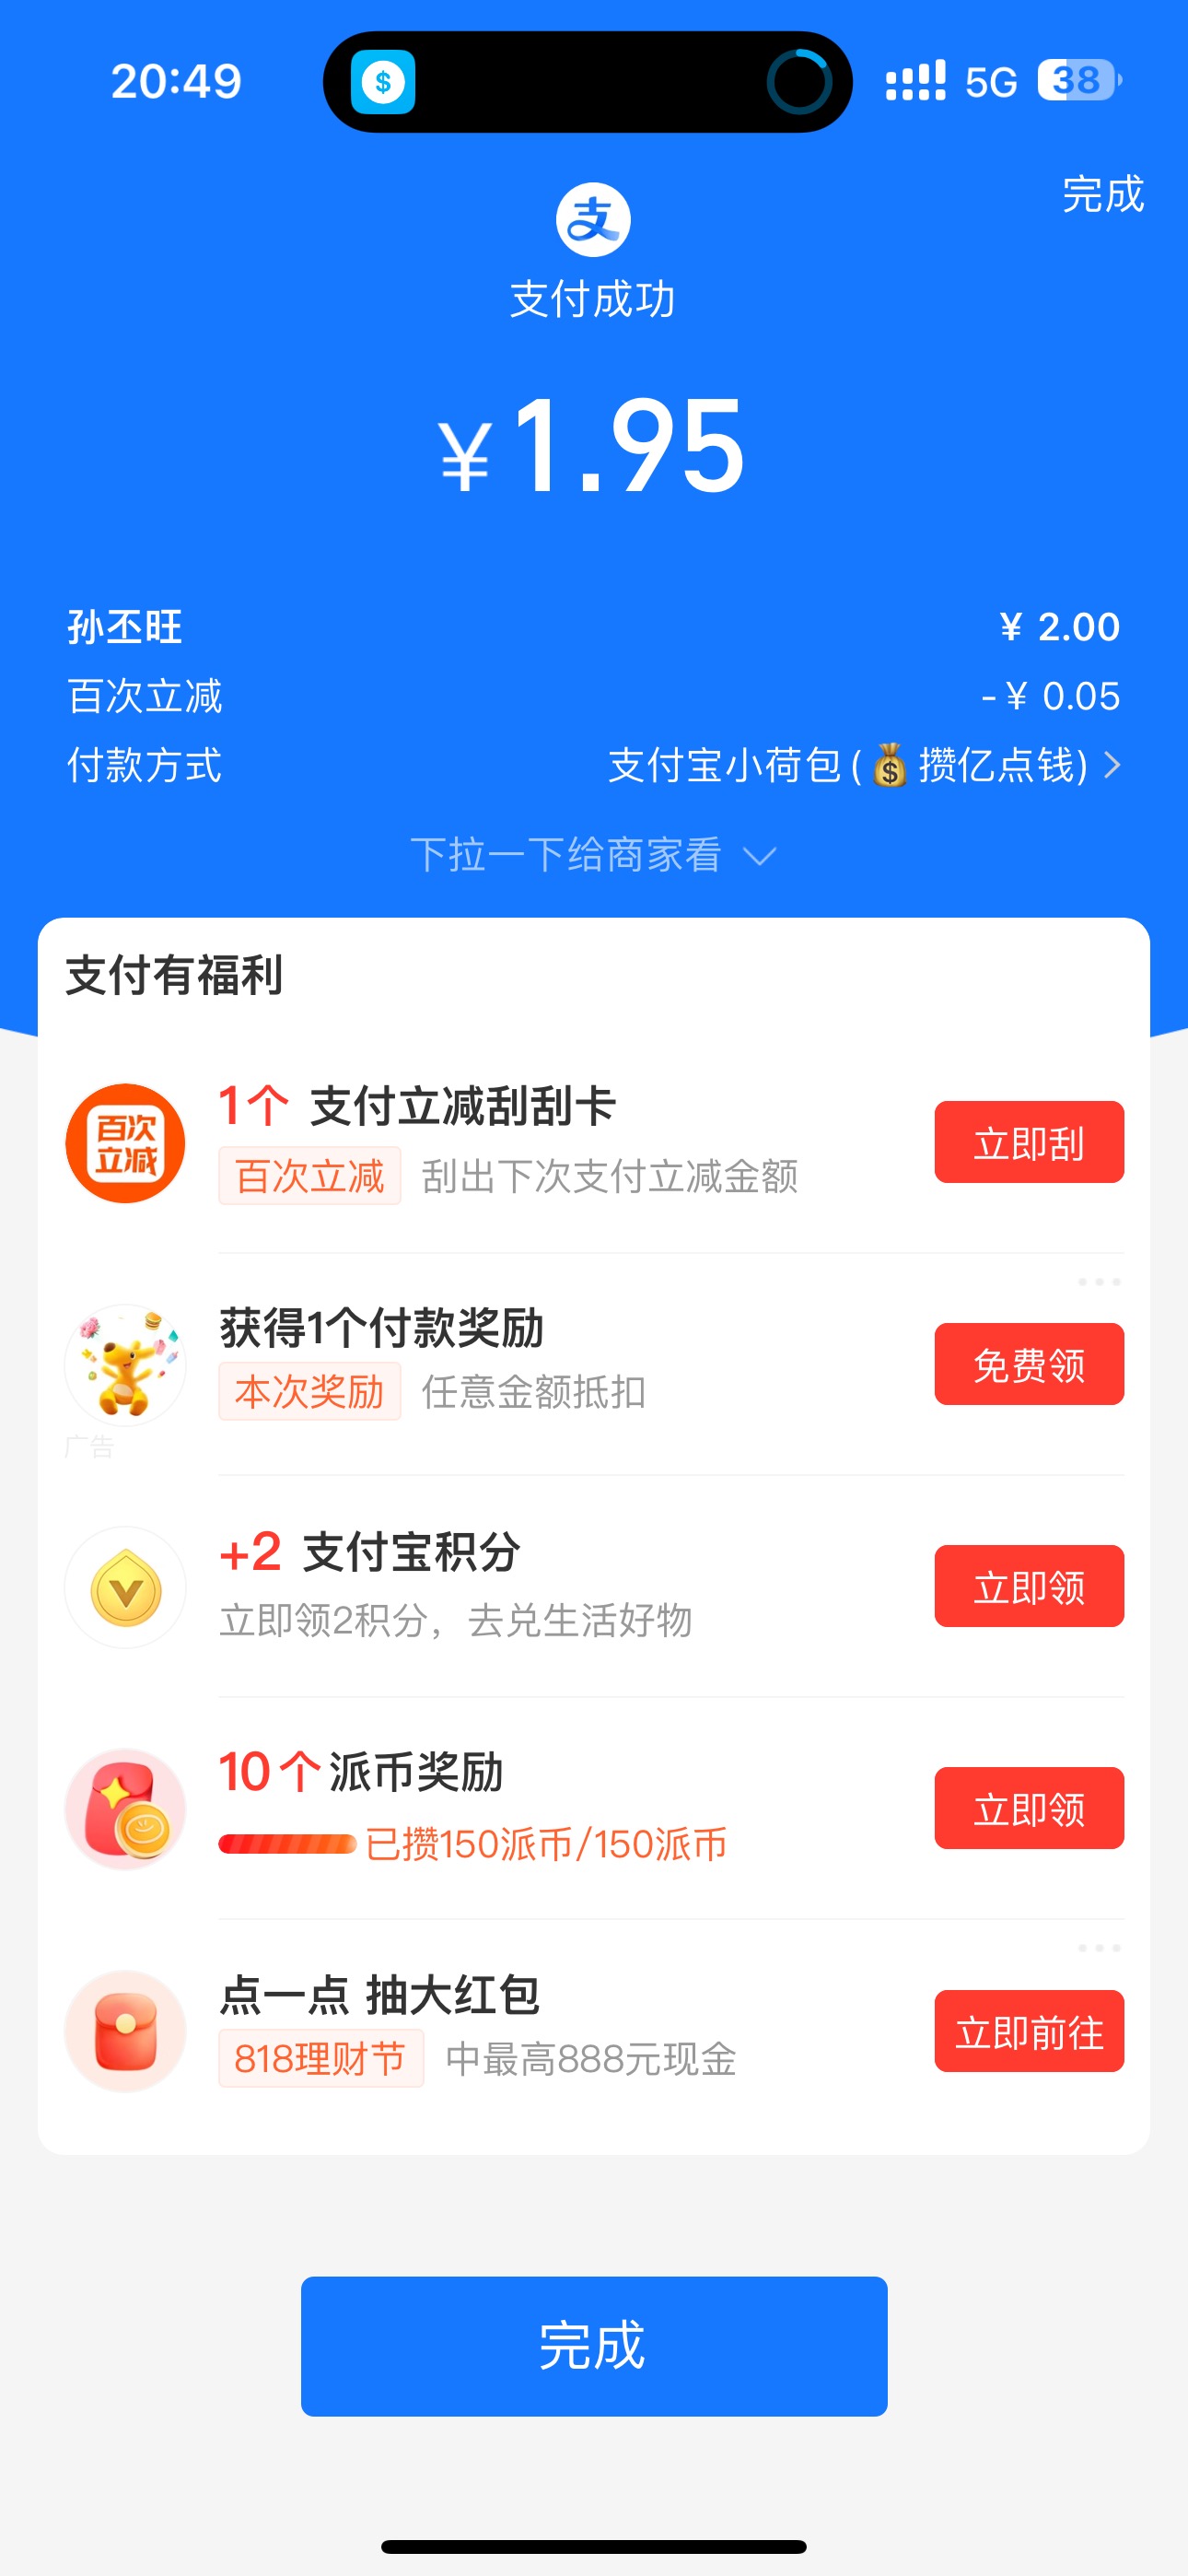 20:49
5G
38
完成
支
支付成功
¥1.95
孙丕旺 ¥ 2.00
百次立减 -¥ 0.05
付款方式 支付宝小荷包(💰攒亿点钱) >
下拉一下给商家看
支付有福利
百次
立减
1个 支付立减刮刮卡
百次立减 刮出下次支付立减金额
立即刮
获得1个付款奖励
本次奖励 任意金额抵扣
免费领
广告
+2 支付宝积分
立即领2积分，去兑生活好物
立即领
10个派币奖励
已攒150派币/150派币
立即领
点一点 抽大红包
818理财节 中最高888元现金
立即前往
完成